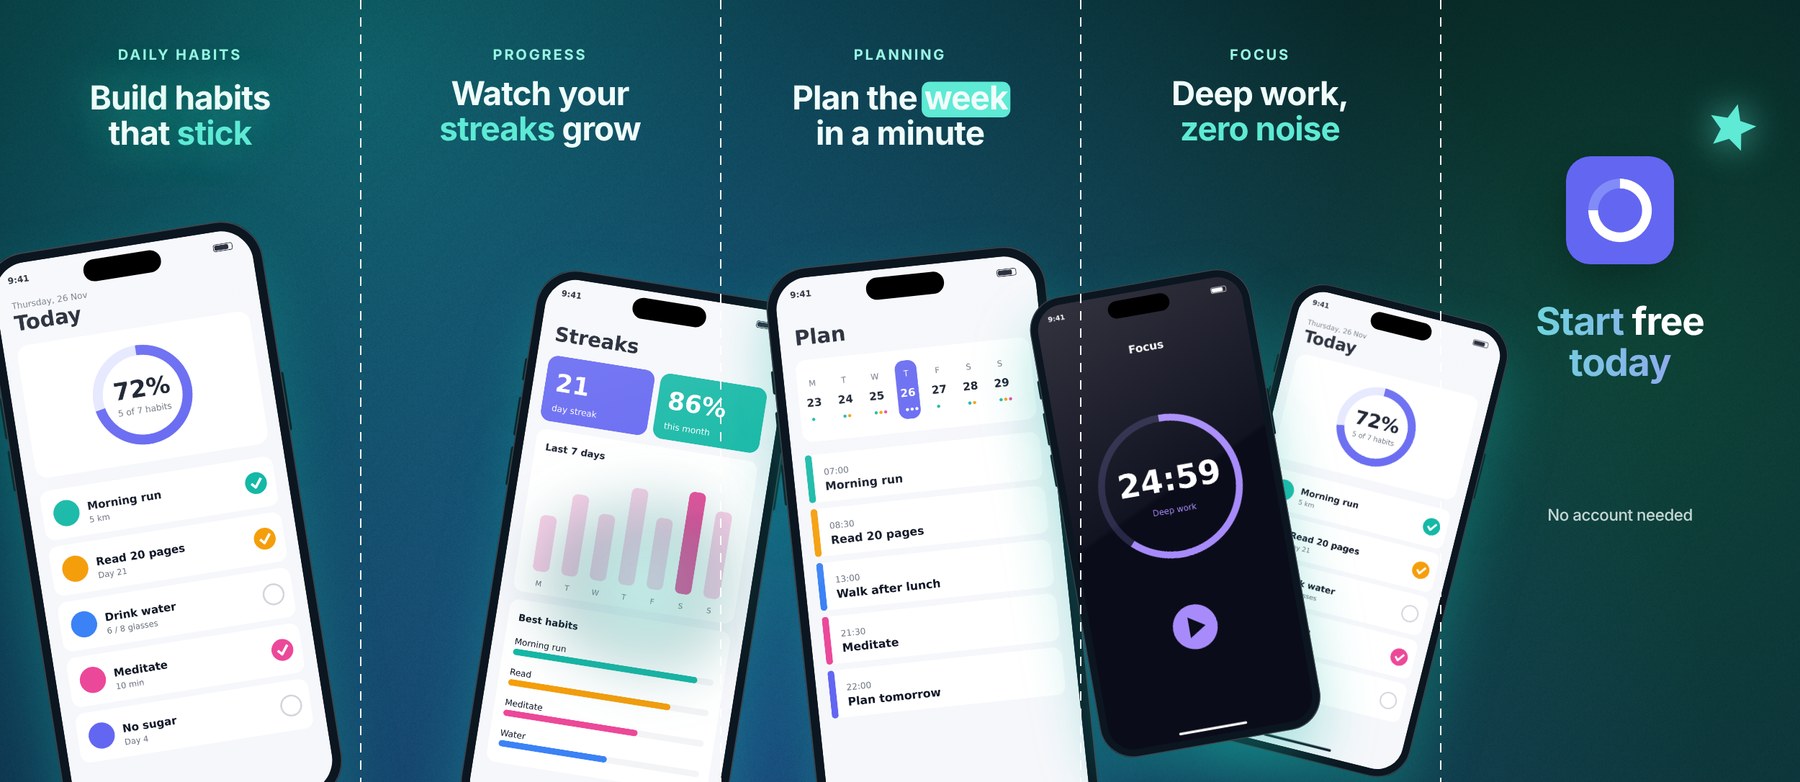 DAILY HABITS
Build habits
that stick
9:41
Thursday, 26 Nov
Today
72%
5 of 7 habits
Morning run
5 km
Read 20 pages
Day 21
Drink water
6 / 8 glasses
Meditate
10 min
No sugar
Day 4
PROGRESS
Watch your
streaks grow
9:41
Streaks
21
day streak
86%
this month
Last 7 days
M T W T F S S
Best habits
Morning run
Read
Meditate
Water
PLANNING
Plan the week
in a minute
9:41
Plan
M T W T F S S
23 24 25 26 27 28 29
07:00
Morning run
08:30
Read 20 pages
13:00
Walk after lunch
21:30
Meditate
22:00
Plan tomorrow
FOCUS
Deep work,
zero noise
9:41
Focus
24:59
Deep work
9:41
Thursday, 26 Nov
Today
72%
5 of 7 habits
Morning run
5 km
Read 20 pages
21
water
Start free
today
No account needed